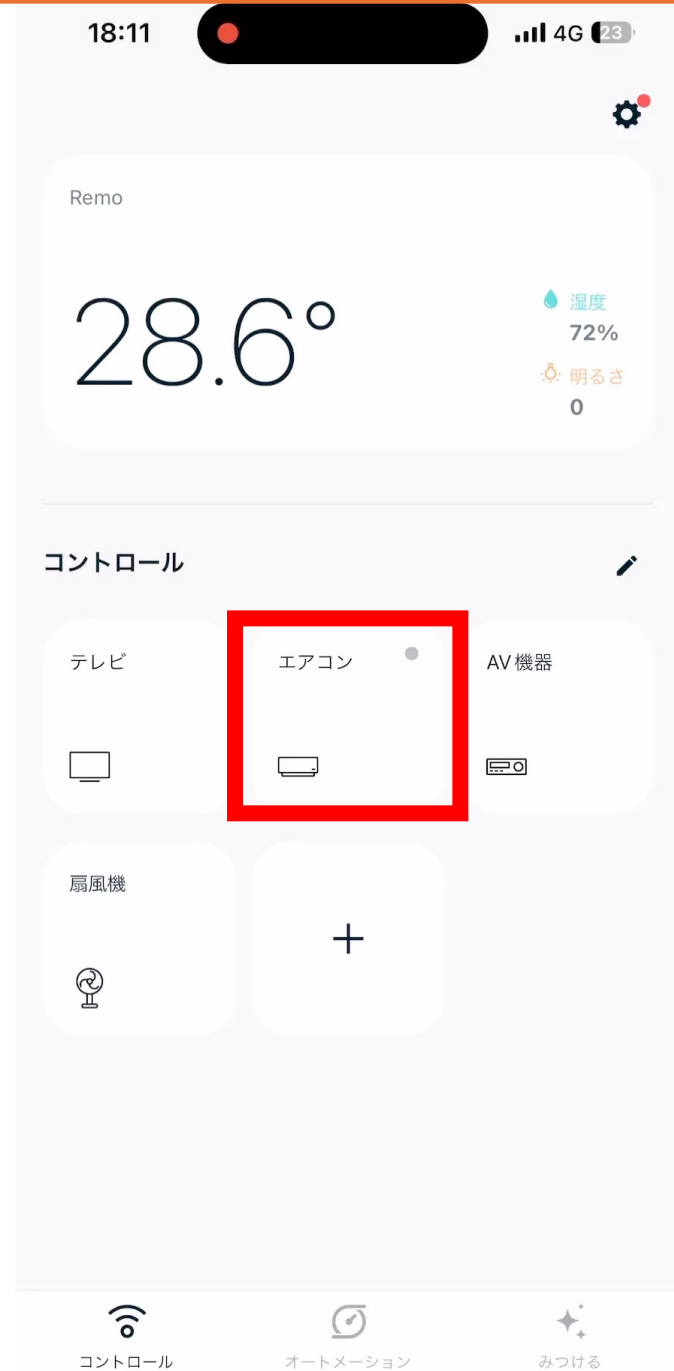 18:11 4G 23
Remo
28.6°
湿度
72%
明るさ
0
コントロール
テレビ エアコン AV機器
扇風機
コントロール オートメーション みつける